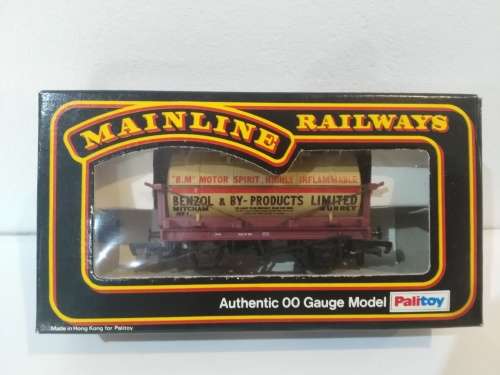 MAINLINE
RAILWAYS
"B.M" MOTOR SPIRIT. HIGHLY INFLAMMABLE
BENZOL & BY-PRODUCTS LIMITED
MITCHAM SURREY
Authentic 00 Gauge Model Palitoy
Made in Hong Kong for Palitoy